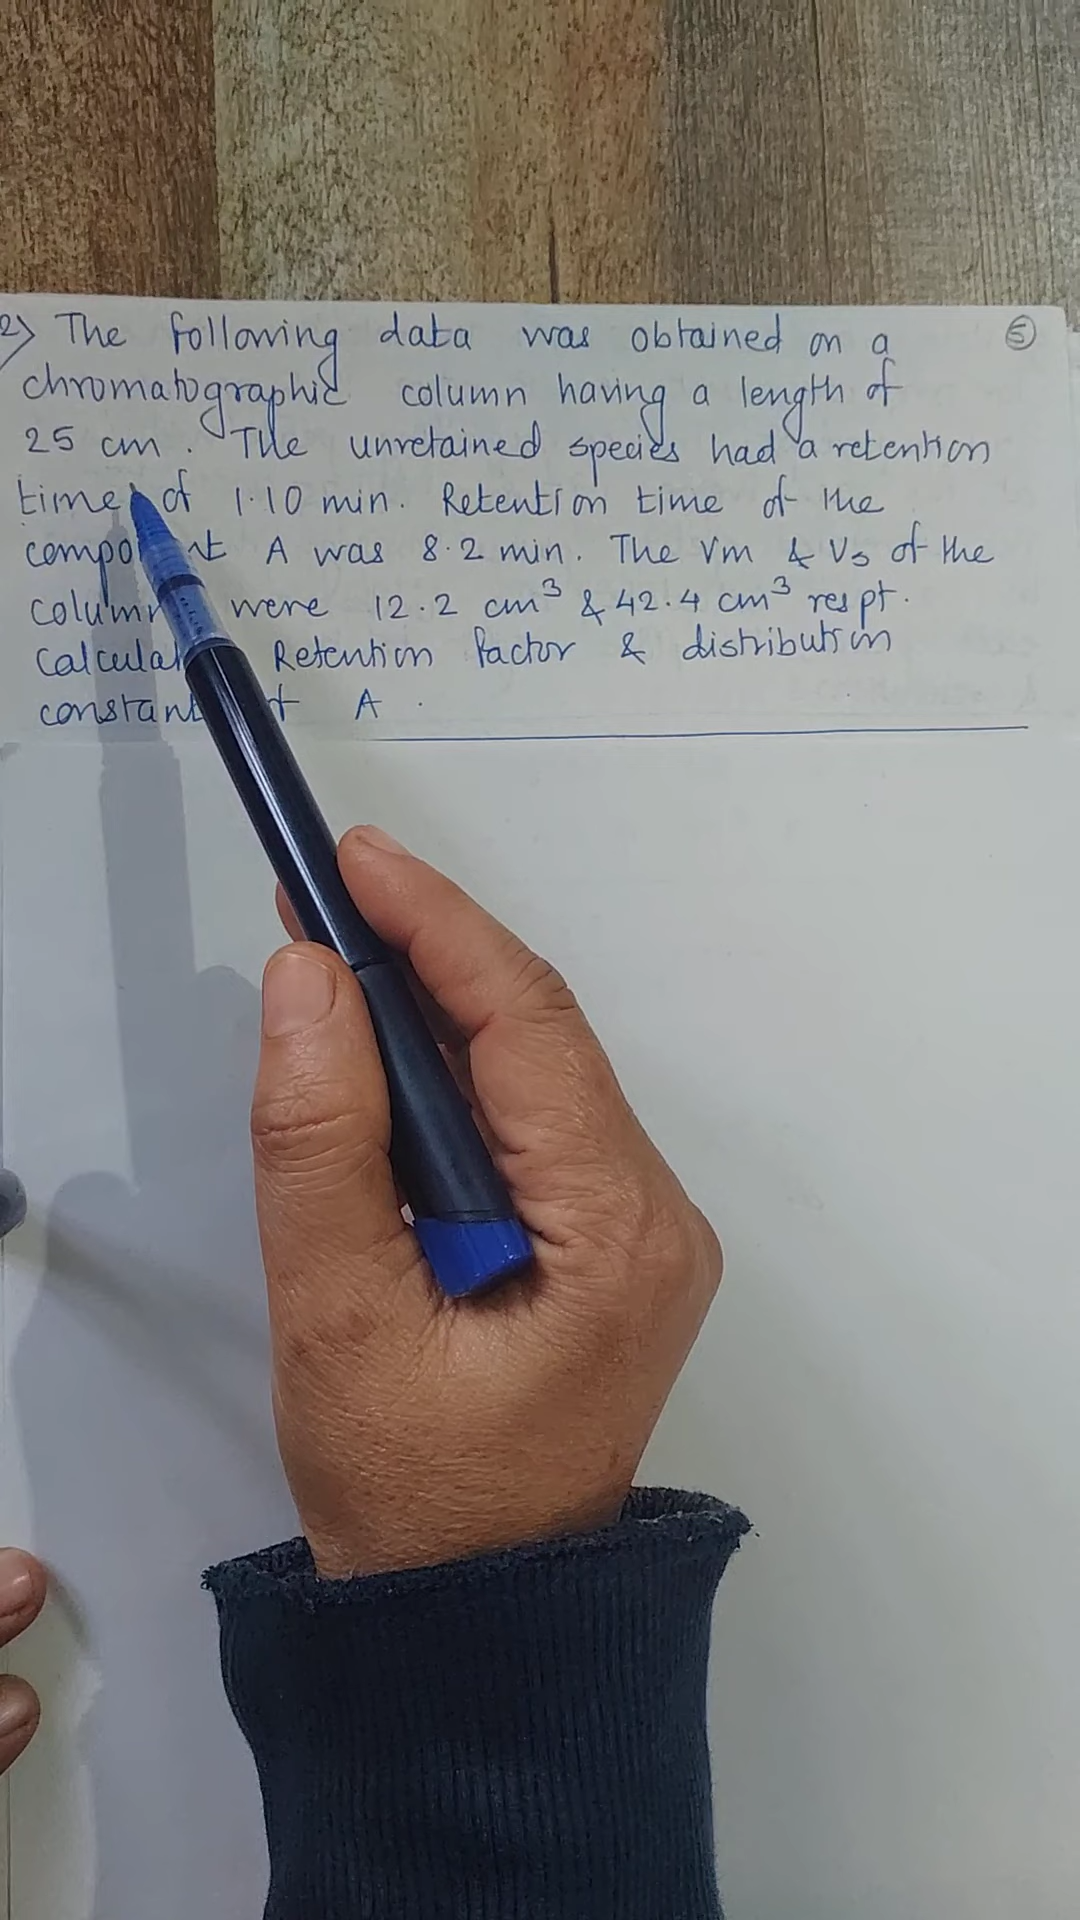 2) The following data was obtained on a ⑤
chromatographic column having a length of
25 cm. The unretained species had a retention
time of 1.10 min. Retention time of the
A was 8.2 min. The Vm & Vs of the
were 12.2 cm³ & 42.4 cm³ respt.
Retention factor & distribution
A.